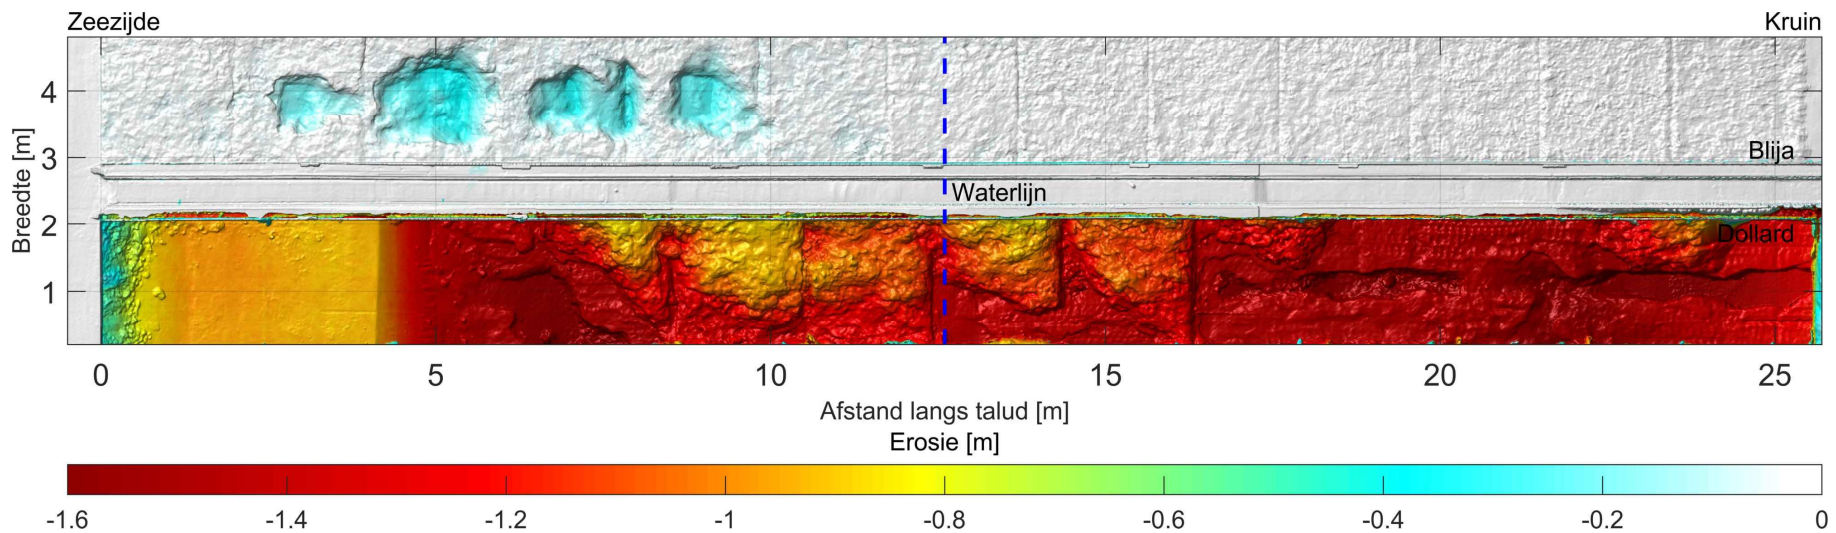 Zeezijde Kruin
4
3
2
1
Breedte [m]
Blija
Waterlijn
Dollard
0 5 10 15 20 25
Afstand langs talud [m]
Erosie [m]
-1.6 -1.4 -1.2 -1 -0.8 -0.6 -0.4 -0.2 0